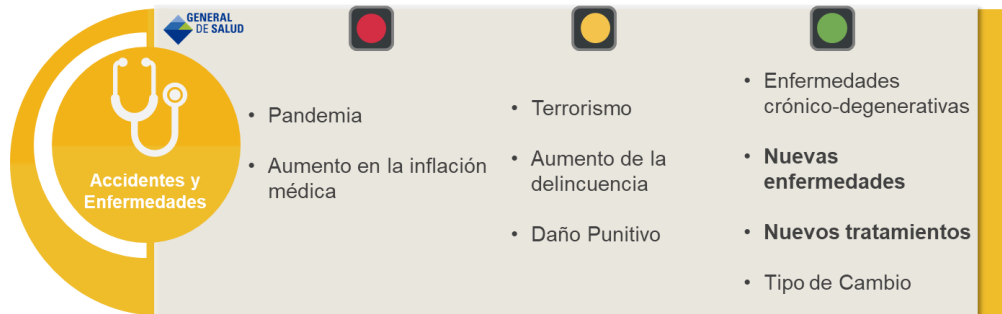 GENERAL
DE SALUD
Accidentes y
Enfermedades
• Pandemia
• Aumento en la inflación
médica
• Terrorismo
• Aumento de la
delincuencia
• Daño Punitivo
• Enfermedades
crónico-degenerativas
• Nuevas
enfermedades
• Nuevos tratamientos
• Tipo de Cambio